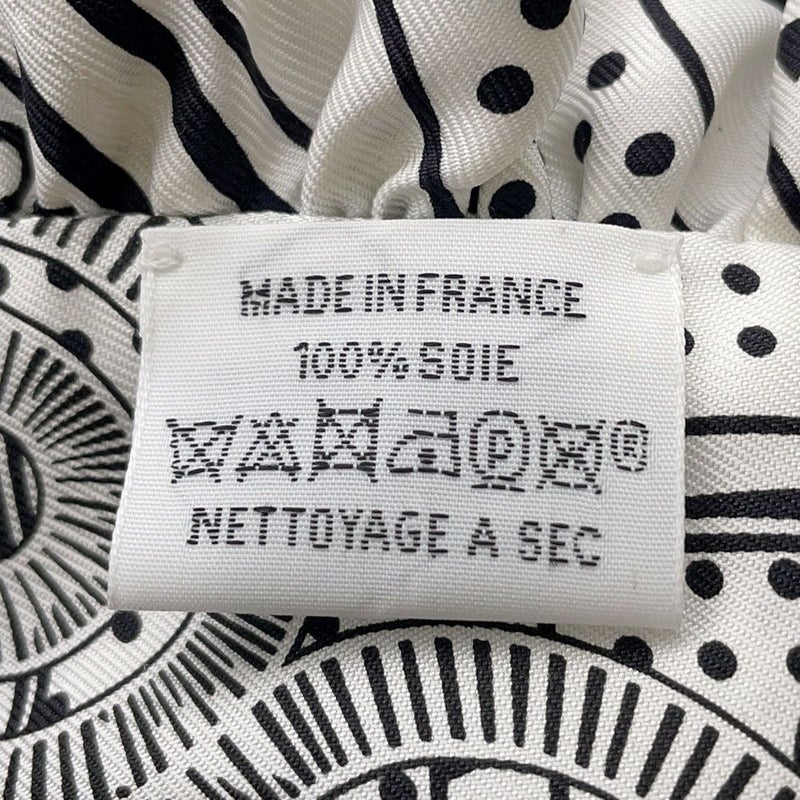 MADE IN FRANCE
100% SOIE
P ®
NETTOYAGE A SEC